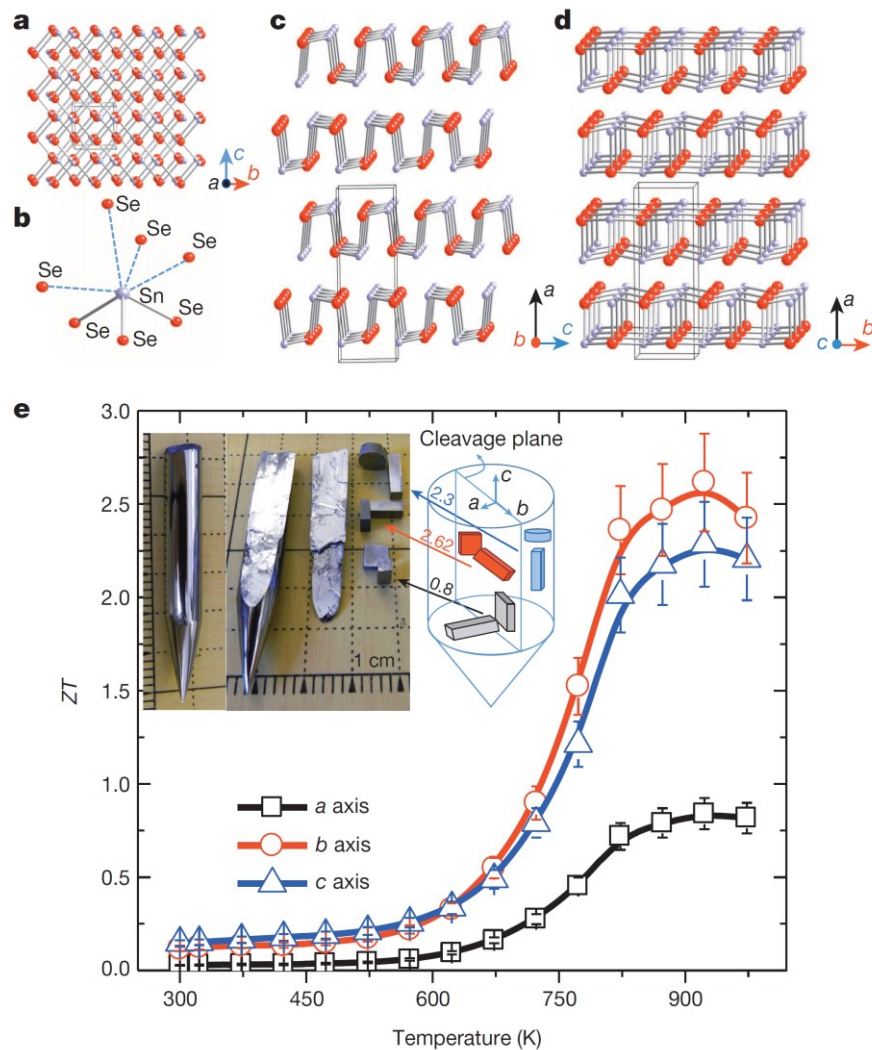 a
c
b
a
b
Se
Se
Se
Se
Sn
Se
Se
Se
c
a
b
c
d
a
c
b
e
ZT
3.0
2.5
2.0
1.5
1.0
0.5
0.0
1 cm
Cleavage plane
c
a
b
2.3
2.62
0.8
a axis
b axis
c axis
300
450
600
750
900
Temperature (K)